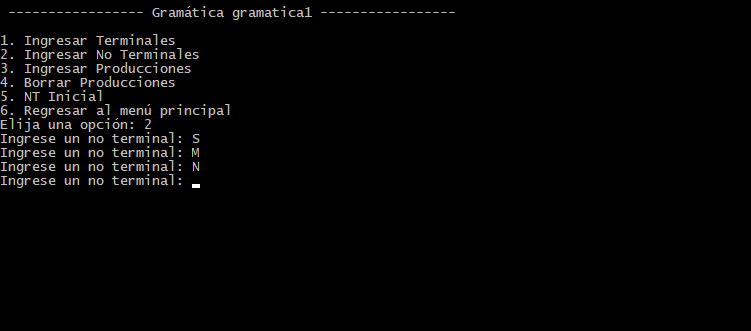 ----------------- Gramática gramatica1 -----------------
1. Ingresar Terminales
2. Ingresar No Terminales
3. Ingresar Producciones
4. Borrar Producciones
5. NT Inicial
6. Regresar al menú principal
Elija una opción: 2
Ingrese un no terminal: S
Ingrese un no terminal: M
Ingrese un no terminal: N
Ingrese un no terminal: